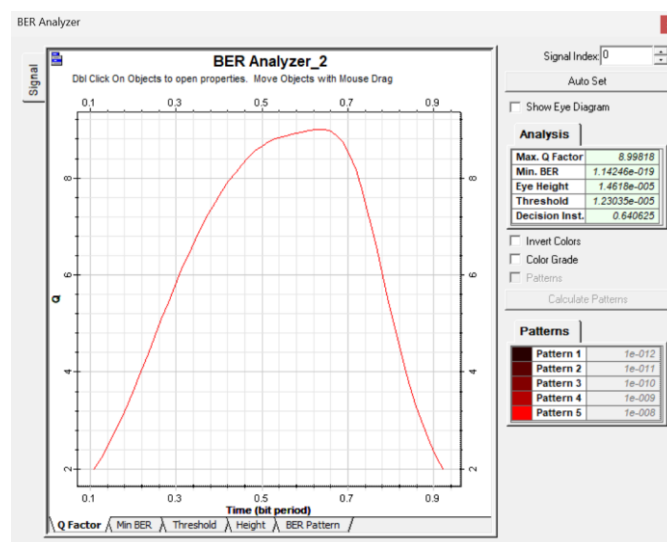 BER Analyzer
Signal
BER Analyzer_2
Dbl Click On Objects to open properties. Move Objects with Mouse Drag
0.1 0.3 0.5 0.7 0.9
8 8
6 6
Q
4 4
2 2
0.1 0.3 0.5 0.7 0.9
Time (bit period)
Q Factor Min BER Threshold Height BER Pattern
Signal Index: 0
Auto Set
Show Eye Diagram
Analysis
Max. Q Factor 8.99818
Min. BER 1.14246e-019
Eye Height 1.4618e-005
Threshold 1.23035e-005
Decision Inst. 0.640625
Invert Colors
Color Grade
Patterns
Calculate Patterns
Patterns
Pattern 1 1e-012
Pattern 2 1e-011
Pattern 3 1e-010
Pattern 4 1e-009
Pattern 5 1e-008